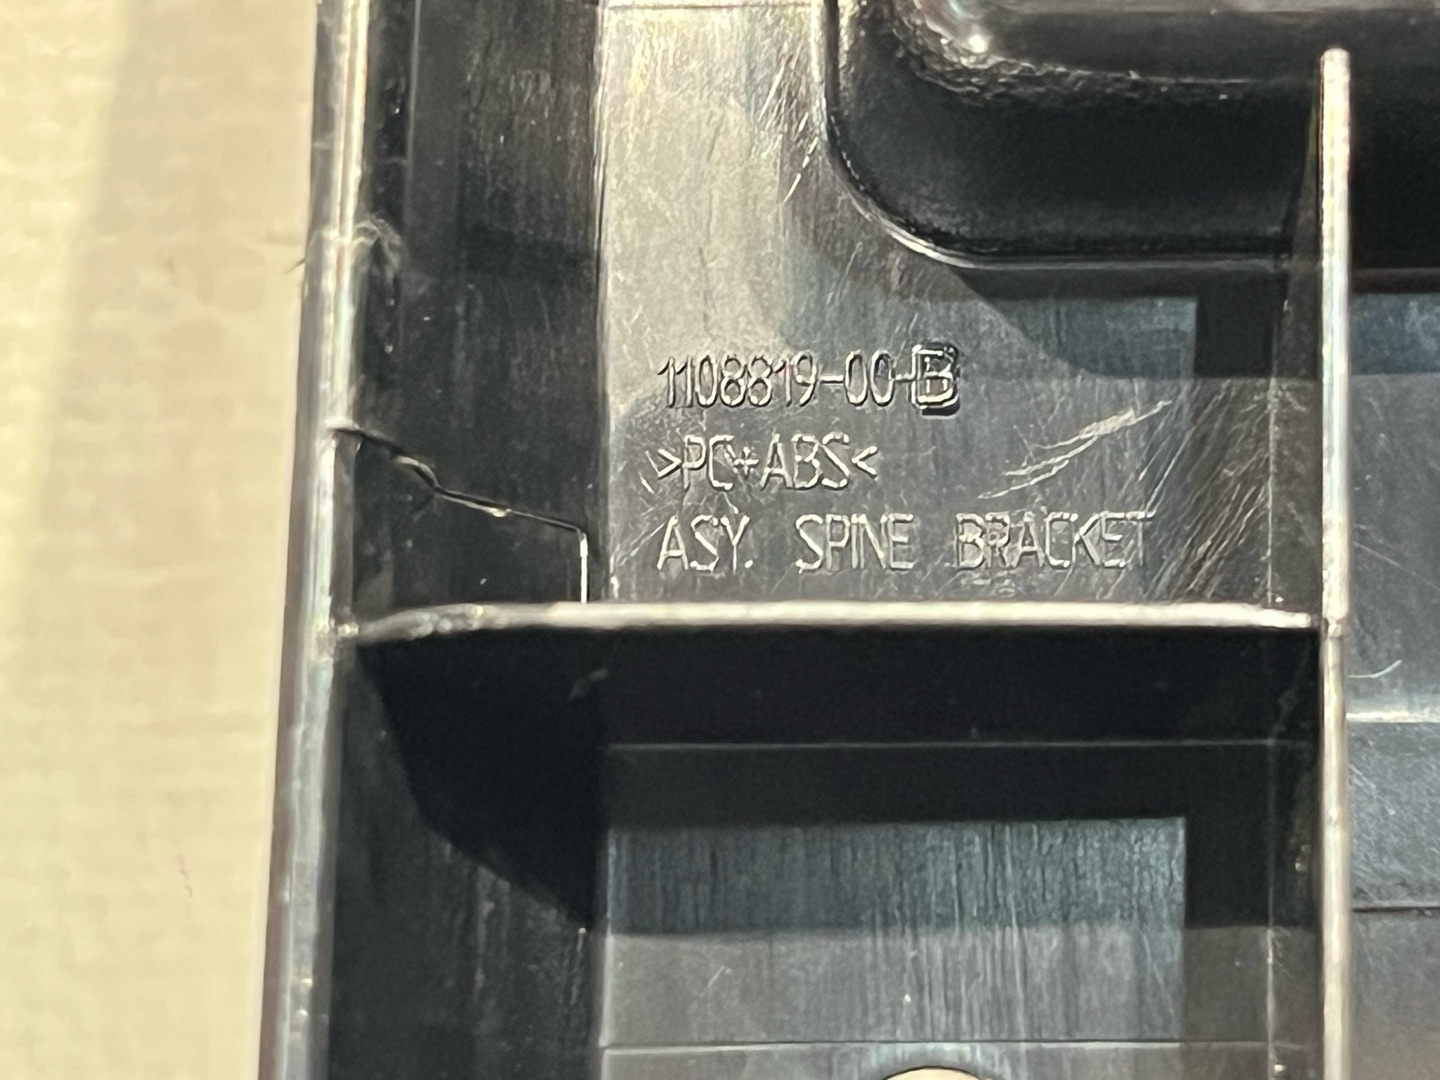 1108819-00-B
>PC+ABS<
ASY. SPINE BRACKET